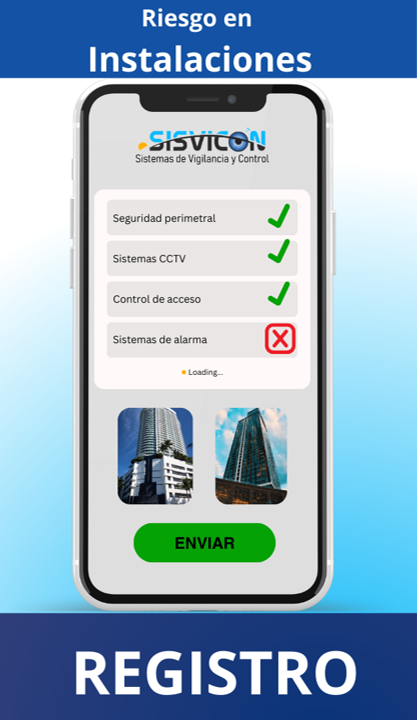 Riesgo en
Instalaciones
SISVICON
Sistemas de Vigilancia y Control
Seguridad perimetral
Sistemas CCTV
Control de acceso
Sistemas de alarma
Loading...
ENVIAR
REGISTRO